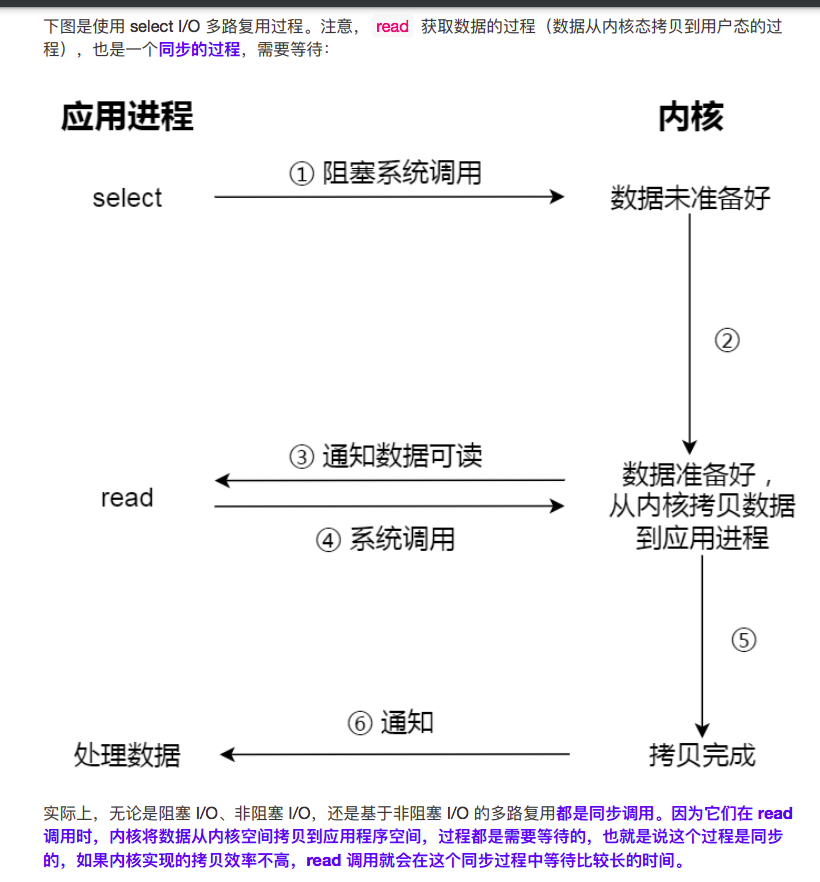 下图是使用 select I/O 多路复用过程。注意， read 获取数据的过程（数据从内核态拷贝到用户态的过
程），也是一个同步的过程，需要等待：
应用进程
内核
① 阻塞系统调用
select
数据未准备好
②
③ 通知数据可读
read
数据准备好，
从内核拷贝数据
到应用进程
④ 系统调用
⑤
⑥ 通知
处理数据
拷贝完成
实际上，无论是阻塞 I/O、非阻塞 I/O，还是基于非阻塞 I/O 的多路复用都是同步调用。因为它们在 read
调用时，内核将数据从内核空间拷贝到应用程序空间，过程都是需要等待的，也就是说这个过程是同步
的，如果内核实现的拷贝效率不高，read 调用就会在这个同步过程中等待比较长的时间。